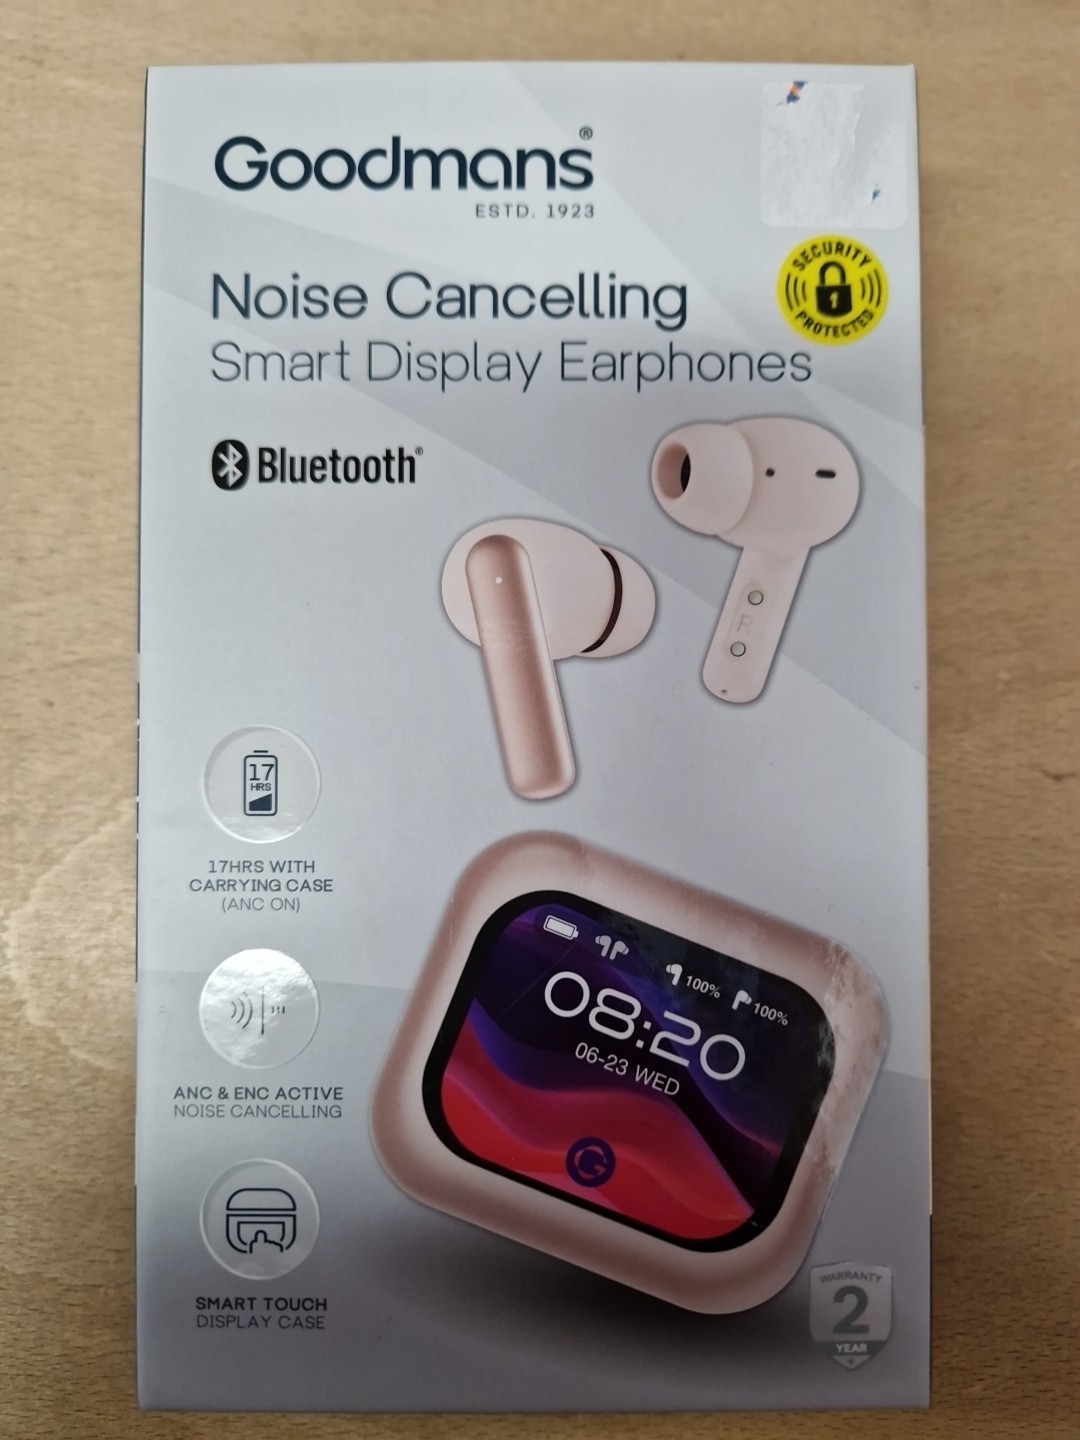 Goodmans®
ESTD. 1923
SECURITY
PROTECTED
Noise Cancelling
Smart Display Earphones
Bluetooth®
R
17
HRS
17HRS WITH
CARRYING CASE
(ANC ON)
100% 100%
08:20
06-23 WED
G
ANC & ENC ACTIVE
NOISE CANCELLING
SMART TOUCH
DISPLAY CASE
WARRANTY
2
YEAR